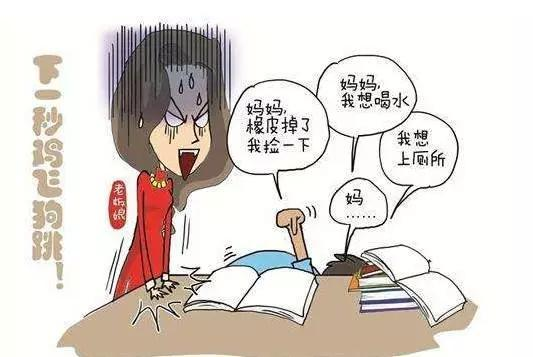 下一秒鸡飞狗跳！
老板娘
妈妈，
橡皮掉了
我捡一下
妈妈，
我想喝水
我想
上厕所
妈
……